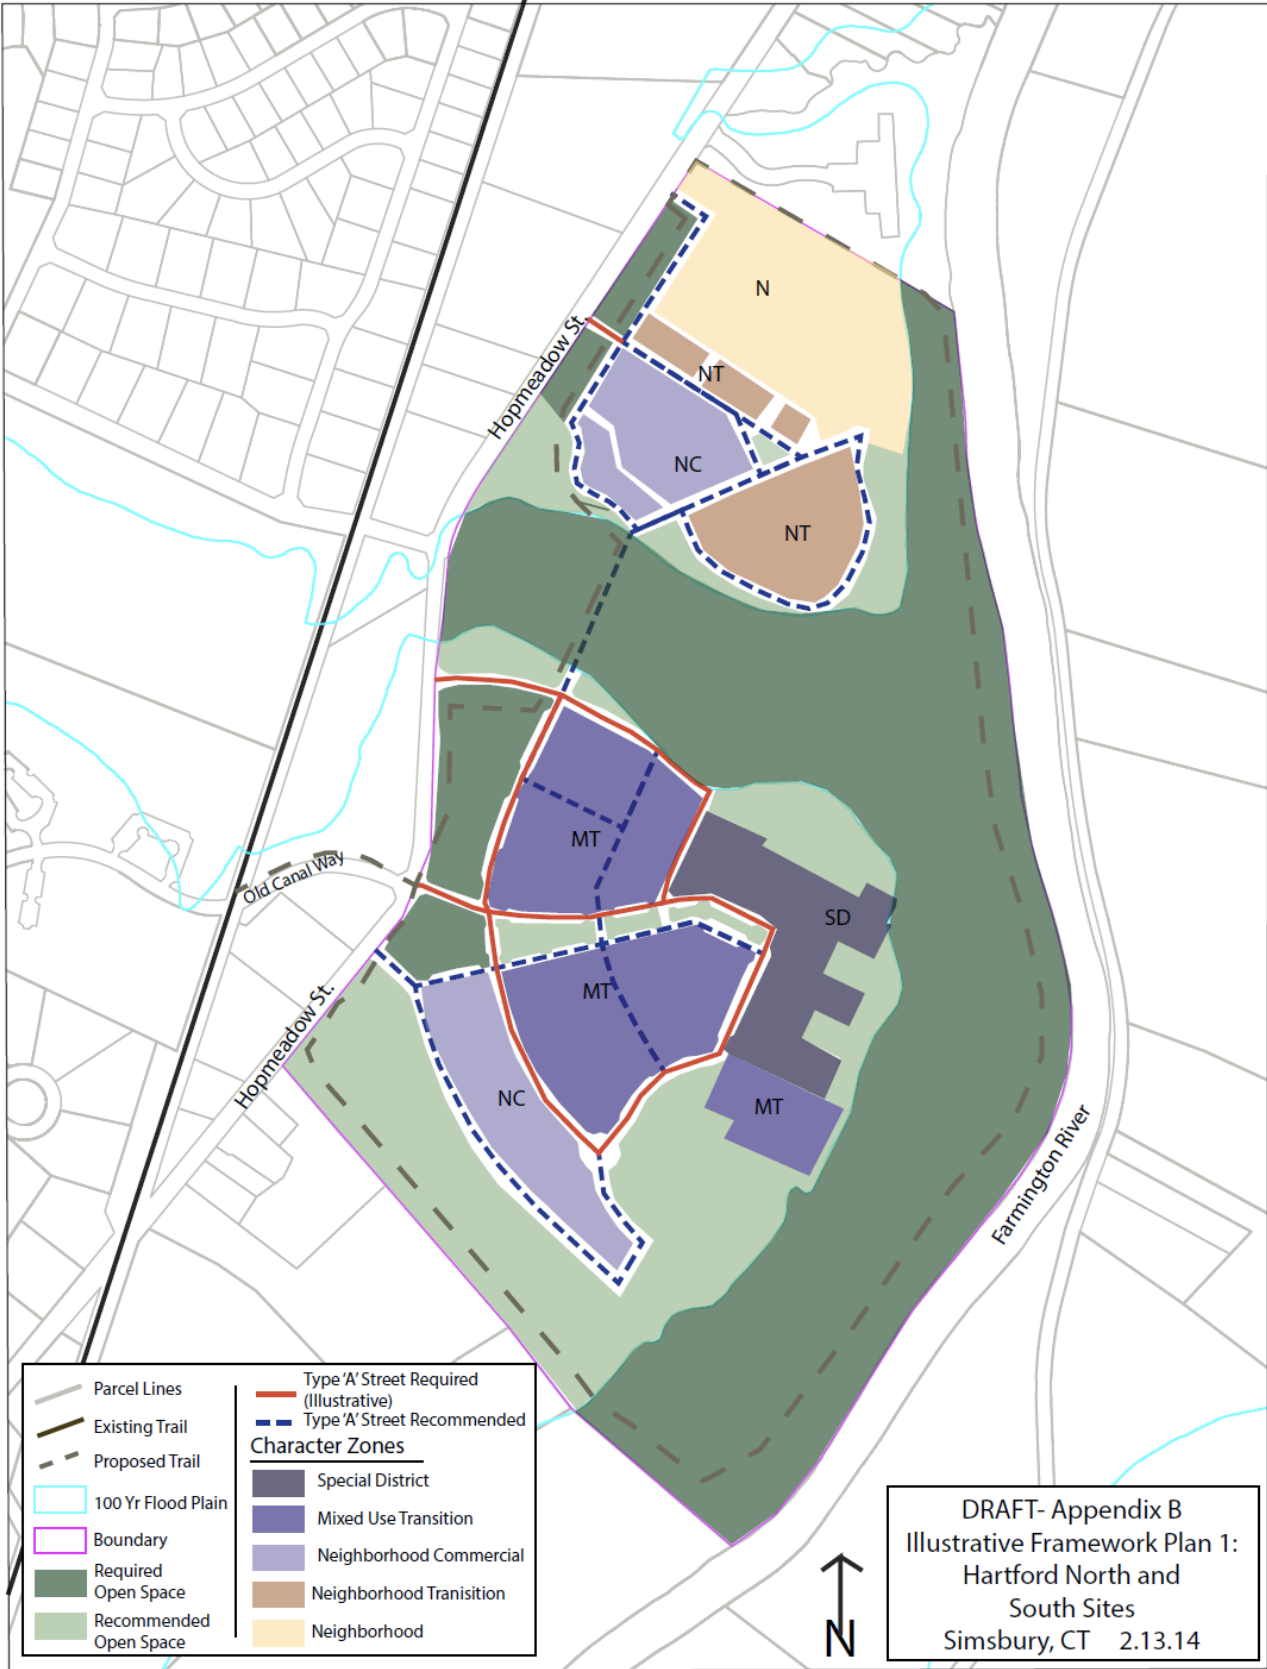 N
Hopmeadow St.
NT
NC
NT
MT
Old Canal Way
SD
MT
Hopmeadow St.
NC
MT
Farmington River
Parcel Lines
Existing Trail
Proposed Trail
100 Yr Flood Plain
Boundary
Required
Open Space
Recommended
Open Space
Type ‘A’ Street Required
(Illustrative)
Type ‘A’ Street Recommended
Character Zones
Special District
Mixed Use Transition
Neighborhood Commercial
Neighborhood Tranisition
Neighborhood
N
DRAFT- Appendix B
Illustrative Framework Plan 1:
Hartford North and
South Sites
Simsbury, CT 2.13.14